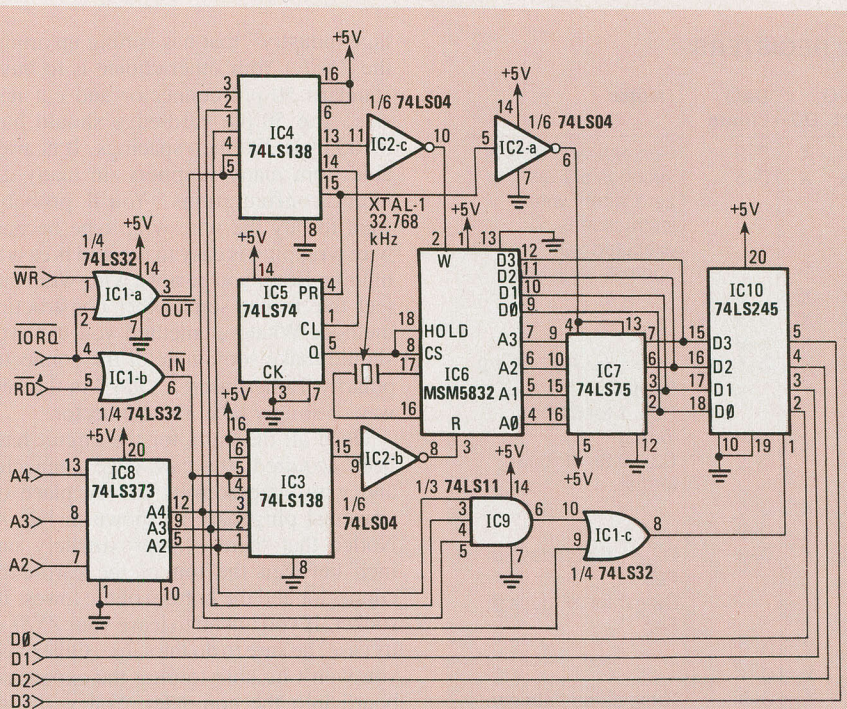 +5V
3
2
1
4
5
IC4
74LS138
16
6
13
14
15
8
1/6 74LS04
11
IC2-c
10
+5V
14
1/6 74LS04
5
IC2-a
6
7
XTAL-1
32.768
kHz
1/4
74LS32
+5V
14
WR
1
IC1-a
3
OUT
2
7
IORQ
4
IN
RD
5
IC1-b
6
1/4 74LS32
+5V
14
IC5
74LS74
PR
4
CL
1
Q
5
CK
3
7
+5V
2
1
13
W
D3
12
D2
11
D1
10
D0
9
18
HOLD
8
CS
17
IC6
MSM5832
16
A3
7
A2
6
A1
5
A0
4
R
3
9
10
15
16
4
13
IC7
74LS75
7
6
3
2
5
12
+5V
+5V
20
IC10
74LS245
15
D3
16
D2
17
D1
18
D0
5
4
3
2
10
19
1
+5V
16
6
5
4
3
2
1
IC3
74LS138
15
9
8
IC2-b
8
1/6
74LS04
+5V
20
IC8
74LS373
A4
13
A3
8
A2
7
A4
12
A3
9
A2
5
1
10
1/3 74LS11
+5V
14
3
4
5
IC9
6
7
10
9
IC1-c
8
1/4 74LS32
D0
D1
D2
D3